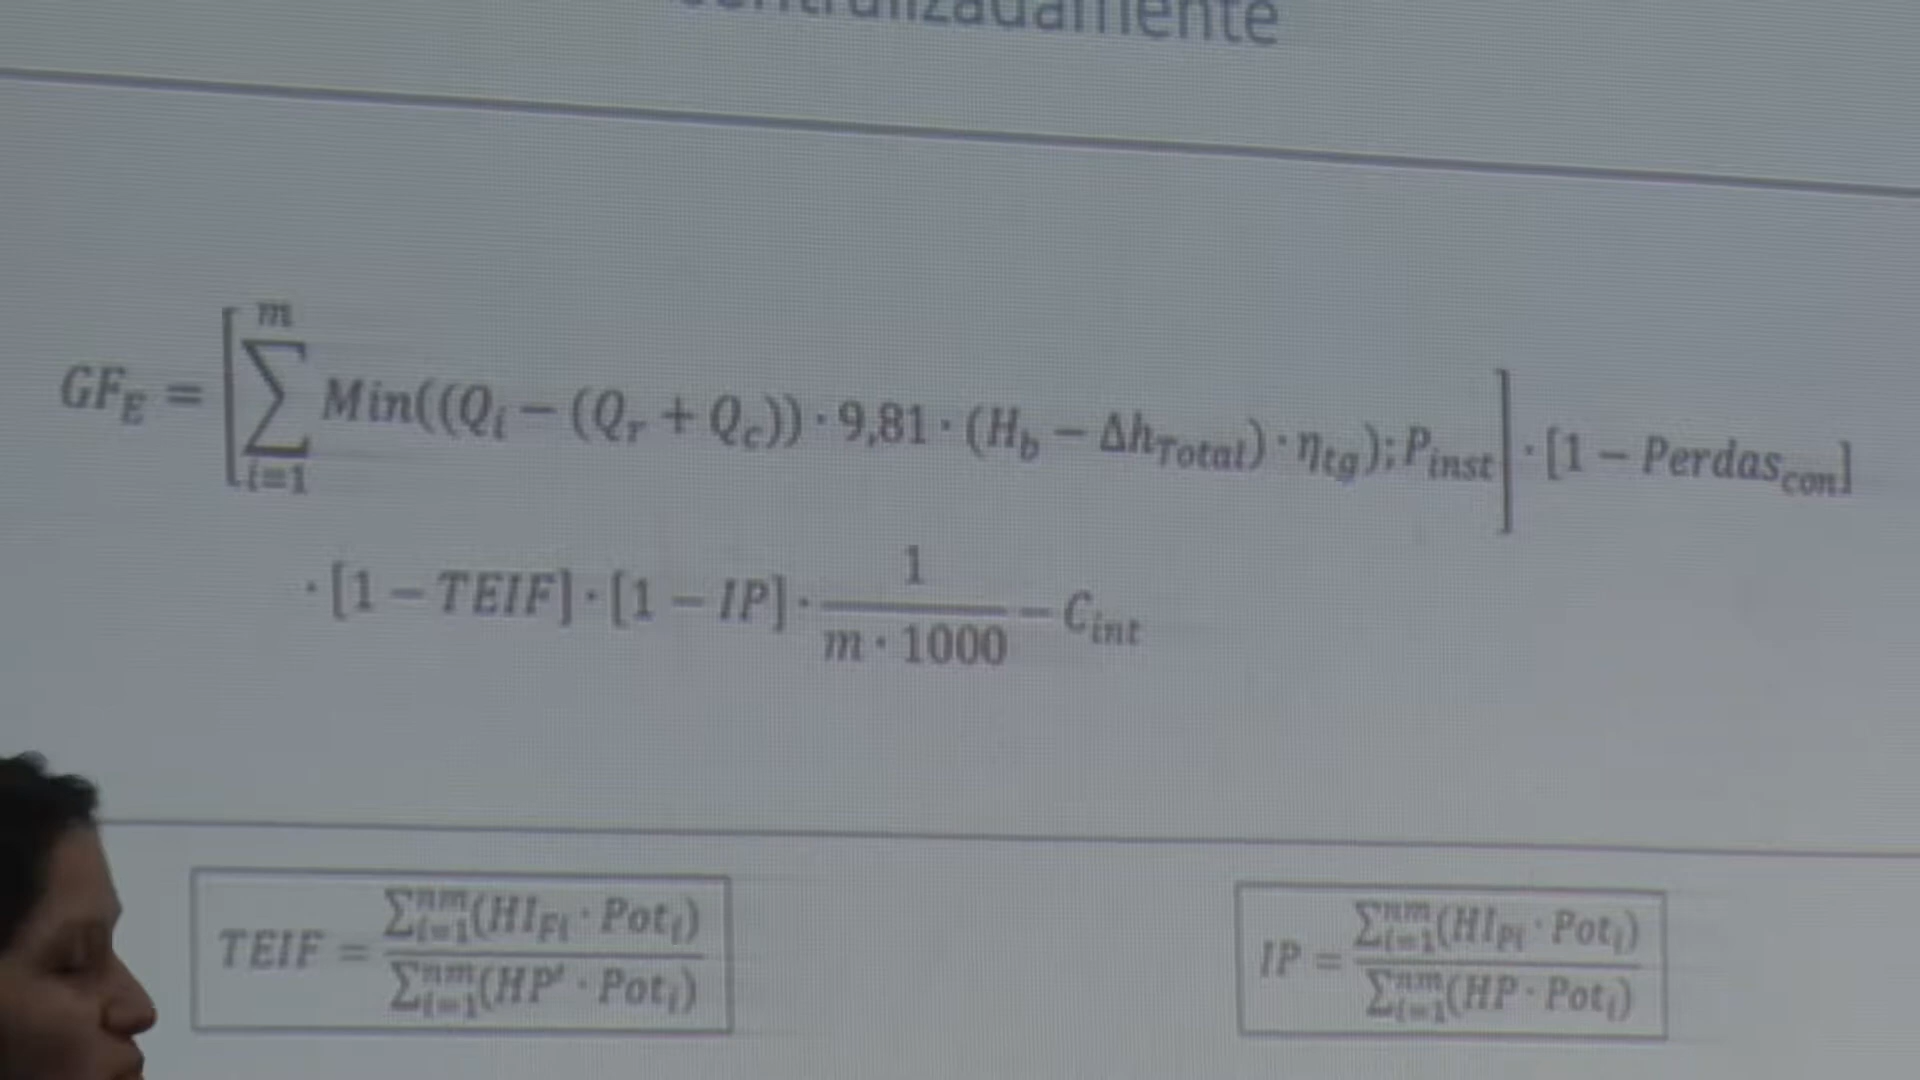 GF_E = [∑_{i=1}^{m} Min((Q_i − (Q_r + Q_c)) · 9,81 · (H_b − Δh_Total) · η_tg); P_inst] · [1 − Perdas_con]
· [1 − TEIF] · [1 − IP] · 1/(m · 1000) − C_int
TEIF = ∑_{i=1}^{nm}(HI_Fi · Pot_i) / ∑_{i=1}^{nm}(HP' · Pot_i)
IP = ∑_{i=1}^{nm}(HI_Pi · Pot_i) / ∑_{i=1}^{nm}(HP · Pot_i)